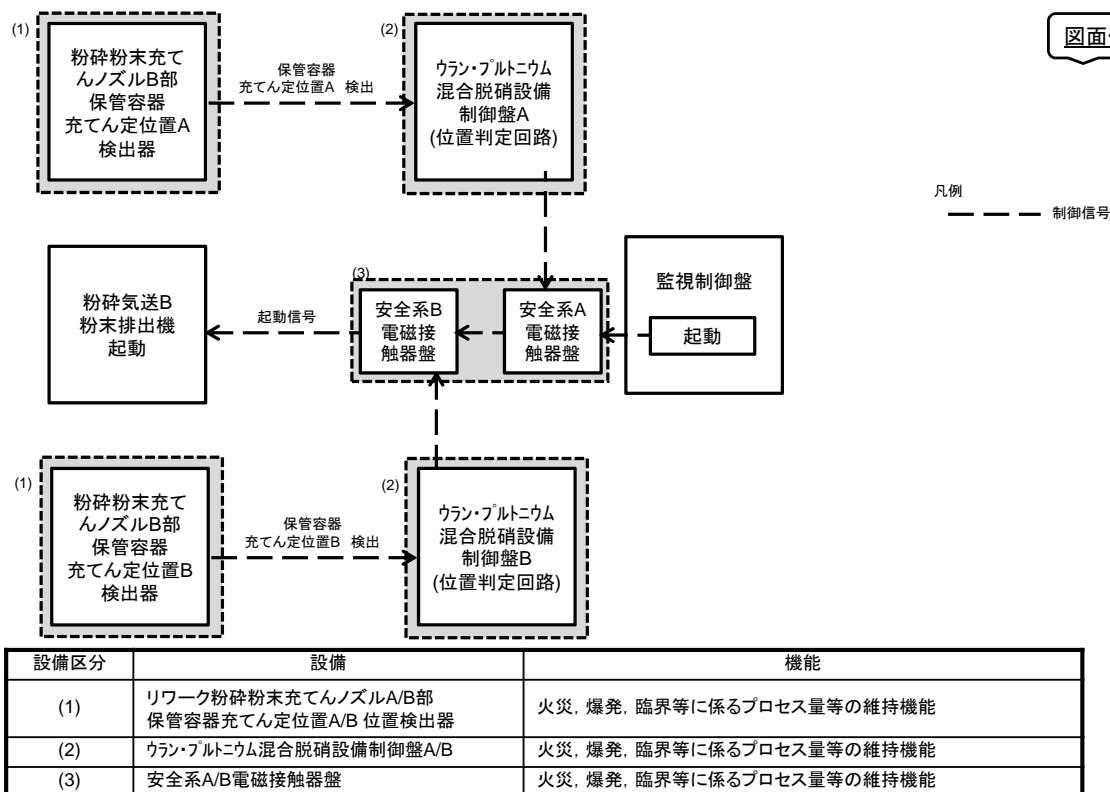 (1)
粉砕粉末充て
んノズルB部
保管容器
充てん定位置A
検出器
保管容器
充てん定位置A 検出
(2)
ウラン・プルトニウム
混合脱硝設備
制御盤A
(位置判定回路)
図面
凡例
制御信号
粉砕気送B
粉末排出機
起動
起動信号
(3)
安全系B
電磁接
触器盤
安全系A
電磁接
触器盤
監視制御盤
起動
(1)
粉砕粉末充て
んノズルB部
保管容器
充てん定位置B
検出器
保管容器
充てん定位置B 検出
(2)
ウラン・プルトニウム
混合脱硝設備
制御盤B
(位置判定回路)
設備区分 設備 機能
(1) リワーク粉砕粉末充てんノズルA/B部
保管容器充てん定位置A/B 位置検出器 火災, 爆発, 臨界等に係るプロセス量等の維持機能
(2) ウラン・プルトニウム混合脱硝設備制御盤A/B 火災, 爆発, 臨界等に係るプロセス量等の維持機能
(3) 安全系A/B電磁接触器盤 火災, 爆発, 臨界等に係るプロセス量等の維持機能